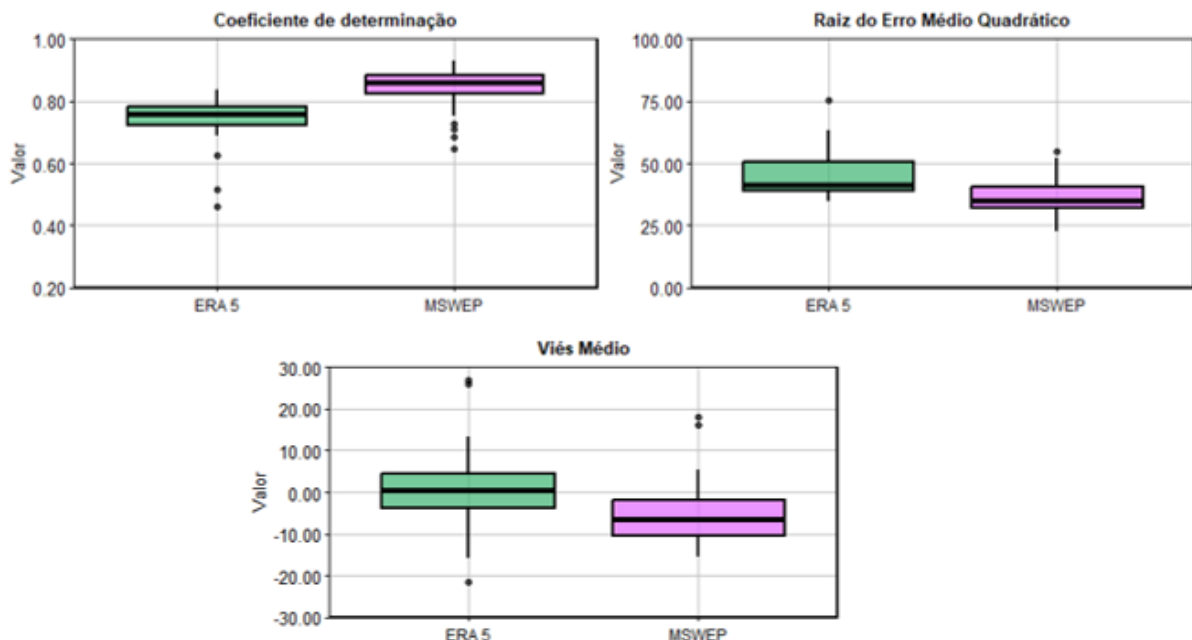 Coeficiente de determinação
1.00
0.80
0.60
0.40
0.20
Valor
ERA 5
MSWEP
Raiz do Erro Médio Quadrático
100.00
75.00
50.00
25.00
0.00
Valor
ERA 5
MSWEP
Viés Médio
30.00
20.00
10.00
0.00
-10.00
-20.00
-30.00
Valor
ERA 5
MSWEP